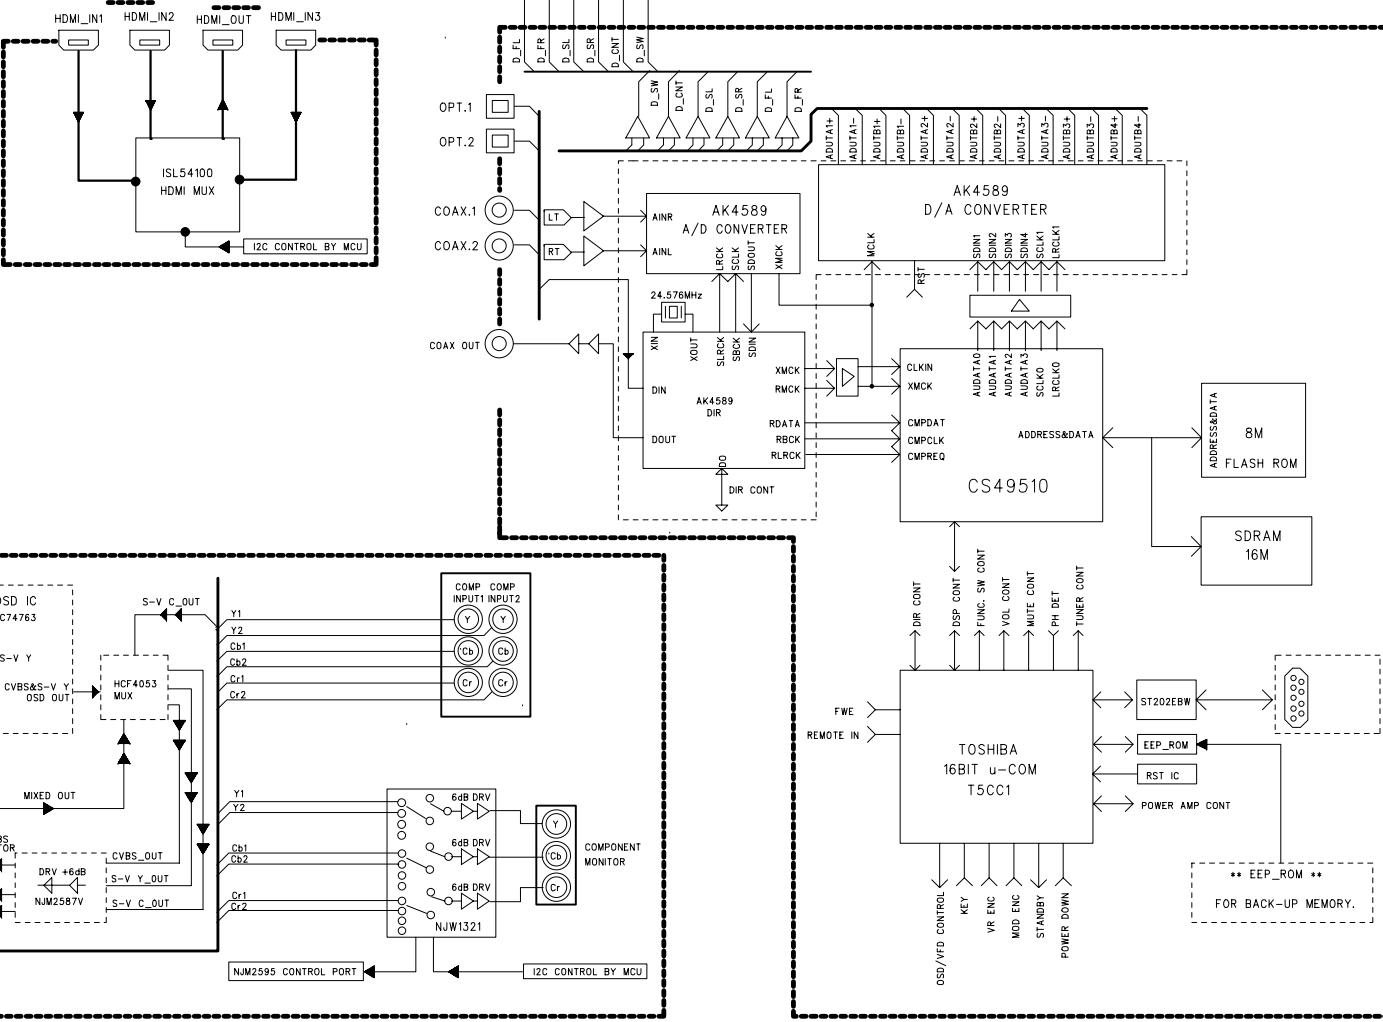 HDMI_IN1
HDMI_IN2
HDMI_OUT
HDMI_IN3
ISL54100
HDMI MUX
I2C CONTROL BY MCU
D_FL
D_FR
D_SL
D_SR
D_CNT
D_SW
D_SW
D_CNT
D_SL
D_SR
D_FL
D_FR
OPT.1
OPT.2
COAX.1
COAX.2
COAX OUT
LT
RT
ADUTA1+
ADUTA1-
ADUTB1+
ADUTB1-
ADUTA2+
ADUTA2-
ADUTB2+
ADUTB2-
ADUTA3+
ADUTA3-
ADUTB3+
ADUTB3-
ADUTB4+
ADUTB4-
AINR
AINL
AK4589
A/D CONVERTER
LRCK
SCLK
SDOUT
XMCK
AK4589
D/A CONVERTER
MCLK
RST
SDIN1
SDIN2
SDIN3
SDIN4
SCLK1
LRCLK1
24.576MHz
XIN
XOUT
SLRCK
SBCK
SDIN
DIN
DOUT
AK4589
DIR
XMCK
RMCK
RDATA
RBCK
RLRCK
DO
DIR CONT
AUDATA0
AUDATA1
AUDATA2
AUDATA3
SCLK0
LRCLK0
CLKIN
XMCK
CMPDAT
CMPCLK
CMPREQ
ADDRESS&DATA
CS49510
ADDRESS&DATA
8M
FLASH ROM
SDRAM
16M
DIR CONT
DSP CONT
FUNC. SW CONT
VOL CONT
MUTE CONT
PH DET
TUNER CONT
FWE
REMOTE IN
TOSHIBA
16BIT u-COM
T5CC1
ST202EBW
EEP_ROM
RST IC
POWER AMP CONT
** EEP_ROM **
FOR BACK-UP MEMORY.
OSD/VFD CONTROL
KEY
VR ENC
MOD ENC
STANDBY
POWER DOWN
OSD IC
C74763
S-V Y
CVBS&S-V Y
OSD OUT
S-V C_OUT
HCF4053
MUX
MIXED OUT
CVBS_OUT
S-V Y_OUT
S-V C_OUT
DRV +6dB
NJM2587V
Y1
Y2
Cb1
Cb2
Cr1
Cr2
COMP
INPUT1
COMP
INPUT2
Y
Y
Cb
Cb
Cr
Cr
Y1
Y2
Cb1
Cb2
Cr1
Cr2
6dB DRV
6dB DRV
6dB DRV
NJW1321
Y
Cb
Cr
COMPONENT
MONITOR
NJM2595 CONTROL PORT
I2C CONTROL BY MCU